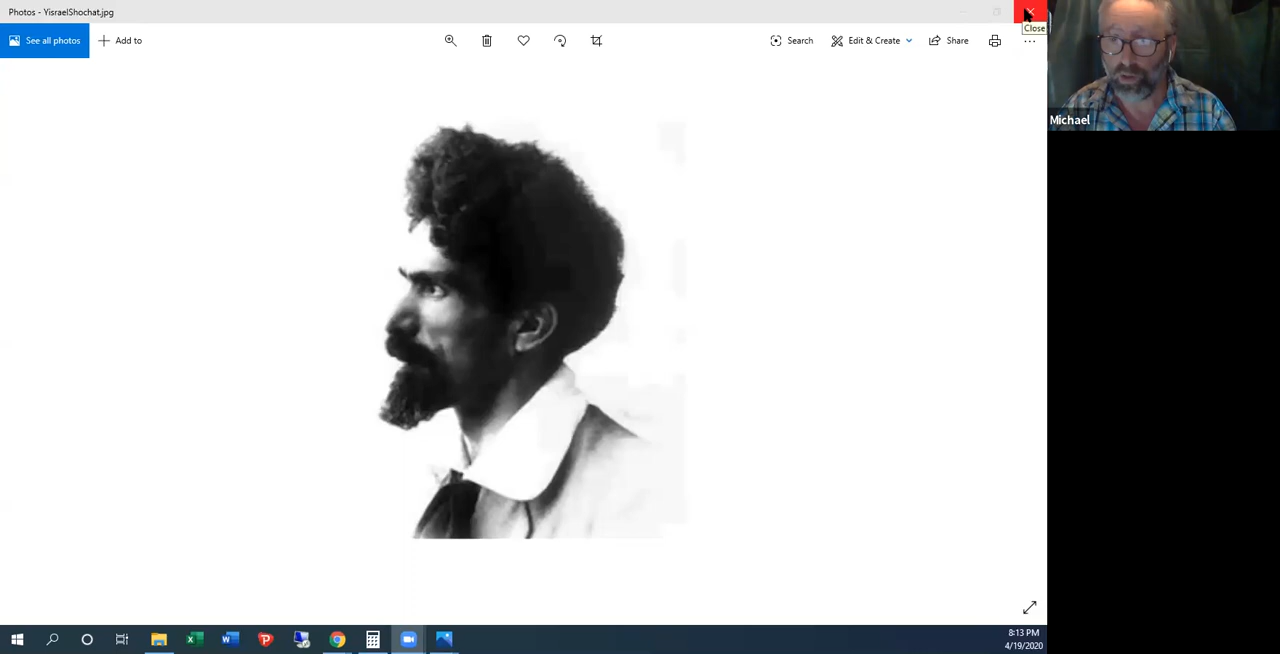 Photos - YisraelShochat.jpg
Close
See all photos
Add to
Search
Edit & Create
Share
Michael
8:13 PM
4/19/2020